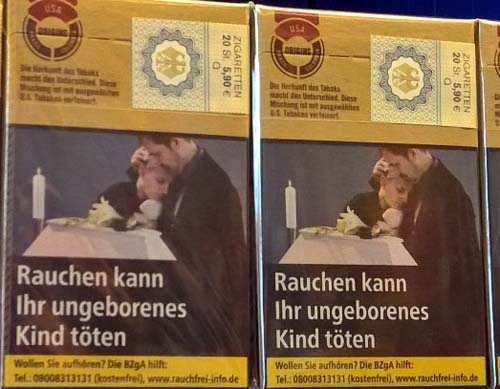 U.S.A
ORIGINS
ZIGARETTEN
20 St 5,90 €
Q
Die Herkunft des Tabaks
macht den Unterschied. Diese
Mischung ist mit ausgewählten
U.S. Tabaken verfeinert.
Rauchen kann
Ihr ungeborenes
Kind töten
Wollen Sie aufhören? Die BZgA hilft:
Tel.: 08008313131 (kostenfrei), www.rauchfrei-info.de
U.S.A
ORIGINS
ZIGARETTEN
20 St 5,90 €
Q
Die Herkunft des Tabaks
macht den Unterschied. Diese
Mischung ist mit ausgewählten
U.S. Tabaken verfeinert.
Rauchen kann
Ihr ungeborenes
Kind töten
Wollen Sie aufhören? Die BZgA hilft:
Tel.: 08008313131 (kostenfrei), www.rauchfrei-info.de